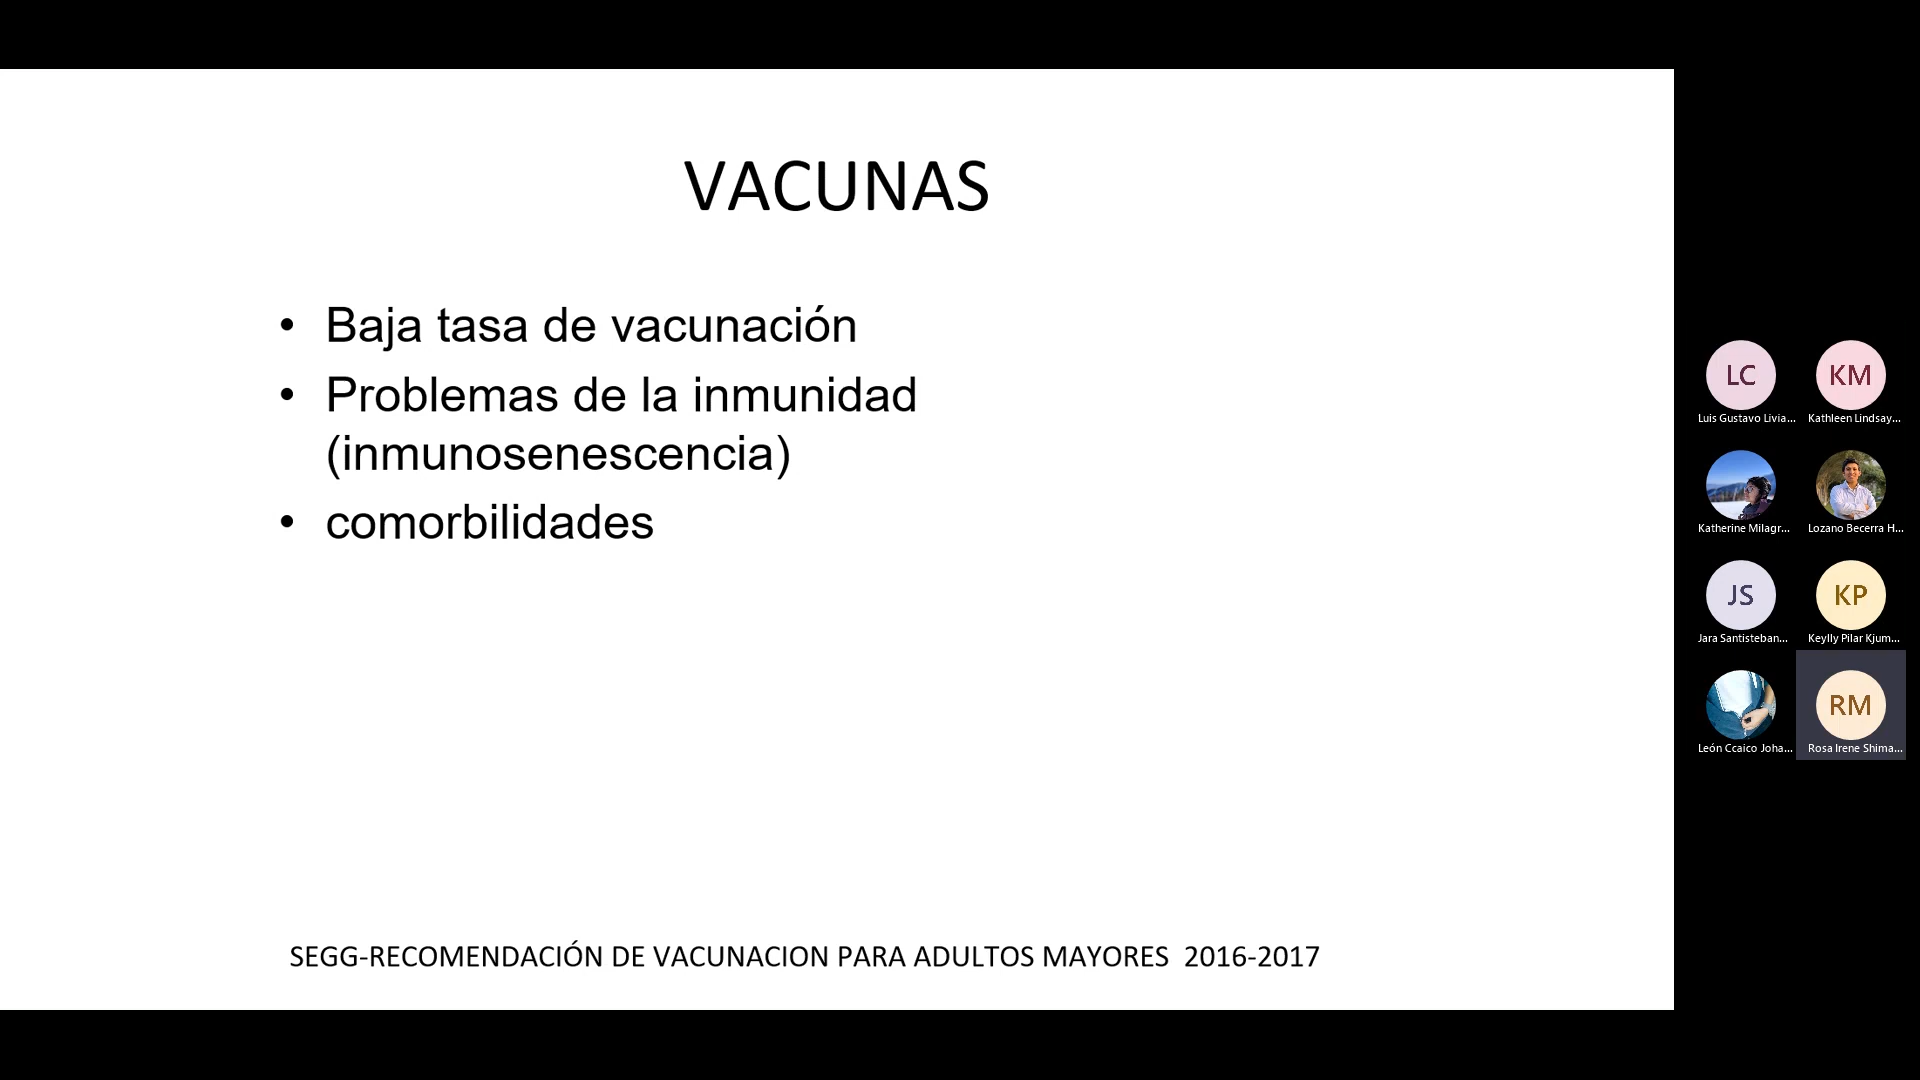 VACUNAS
• Baja tasa de vacunación
• Problemas de la inmunidad
(inmunosenescencia)
• comorbilidades
SEGG-RECOMENDACIÓN DE VACUNACION PARA ADULTOS MAYORES 2016-2017
LC
KM
Luis Gustavo Livia...
Kathleen Lindsay...
Katherine Milagr...
Lozano Becerra H...
JS
KP
Jara Santisteban...
Keylly Pilar Kjum...
RM
León Ccaico Joha...
Rosa Irene Shima...